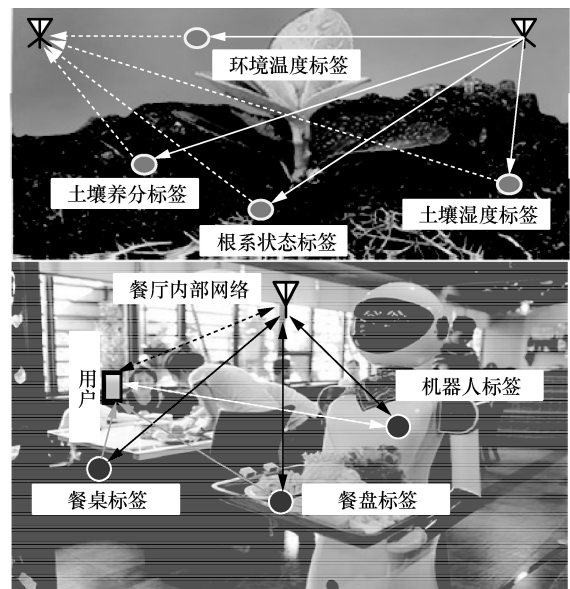 环境温度标签
土壤养分标签
土壤湿度标签
根系状态标签
餐厅内部网络
用户
机器人标签
餐桌标签
餐盘标签